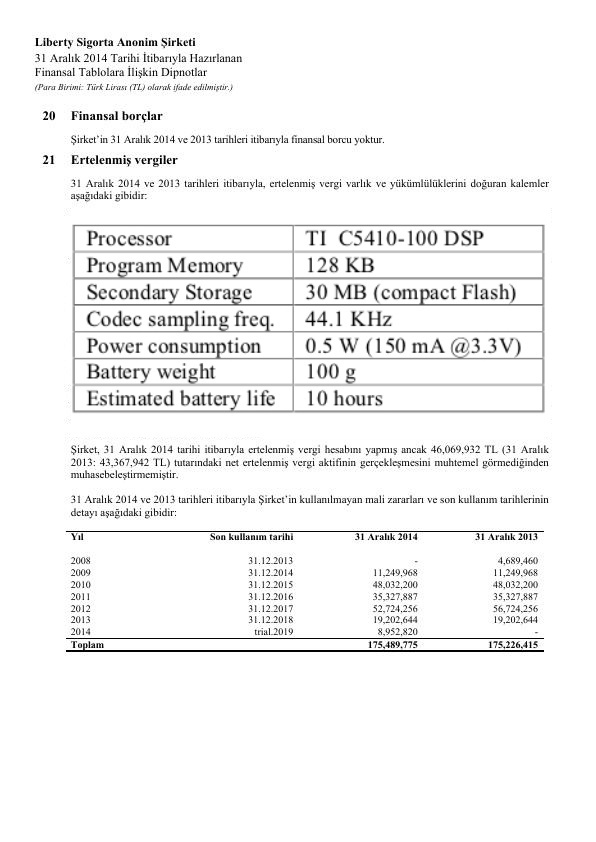 Liberty Sigorta Anonim Şirketi
31 Aralık 2014 Tarihi İtibarıyla Hazırlanan
Finansal Tablolara İlişkin Dipnotlar
(Para Birimi: Türk Lirası (TL) olarak ifade edilmiştir.)
20 Finansal borçlar
Şirket'in 31 Aralık 2014 ve 2013 tarihleri itibarıyla finansal borcu yoktur.
21 Ertelenmiş vergiler
31 Aralık 2014 ve 2013 tarihleri itibarıyla, ertelenmiş vergi varlık ve yükümlülüklerini doğuran kalemler
aşağıdaki gibidir:
Processor TI C5410-100 DSP
Program Memory 128 KB
Secondary Storage 30 MB (compact Flash)
Codec sampling freq. 44.1 KHz
Power consumption 0.5 W (150 mA @3.3V)
Battery weight 100 g
Estimated battery life 10 hours
Şirket, 31 Aralık 2014 tarihi itibarıyla ertelenmiş vergi hesabını yapmış ancak 46,069,932 TL (31 Aralık
2013: 43,367,942 TL) tutarındaki net ertelenmiş vergi aktifinin gerçekleşmesini muhtemel görmediğinden
muhasebeleştirmemiştir.
31 Aralık 2014 ve 2013 tarihleri itibarıyla Şirket'in kullanılmayan mali zararları ve son kullanım tarihlerinin
detayı aşağıdaki gibidir:
Yıl Son kullanım tarihi 31 Aralık 2014 31 Aralık 2013
2008 31.12.2013 - 4,689,460
2009 31.12.2014 11,249,968 11,249,968
2010 31.12.2015 48,032,200 48,032,200
2011 31.12.2016 35,327,887 35,327,887
2012 31.12.2017 52,724,256 56,724,256
2013 31.12.2018 19,202,644 19,202,644
2014 trial.2019 8,952,820 -
Toplam 175,489,775 175,226,415